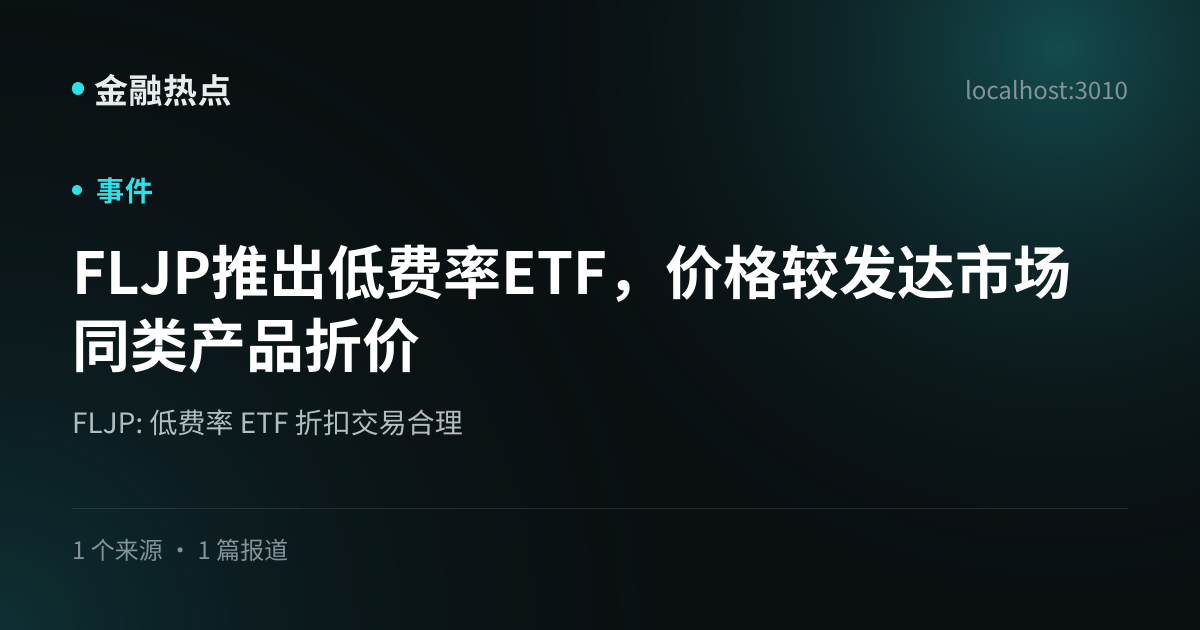 金融热点
localhost:3010
事件
FLJP推出低费率ETF，价格较发达市场
同类产品折价
FLJP: 低费率 ETF 折扣交易合理
1 个来源 · 1 篇报道